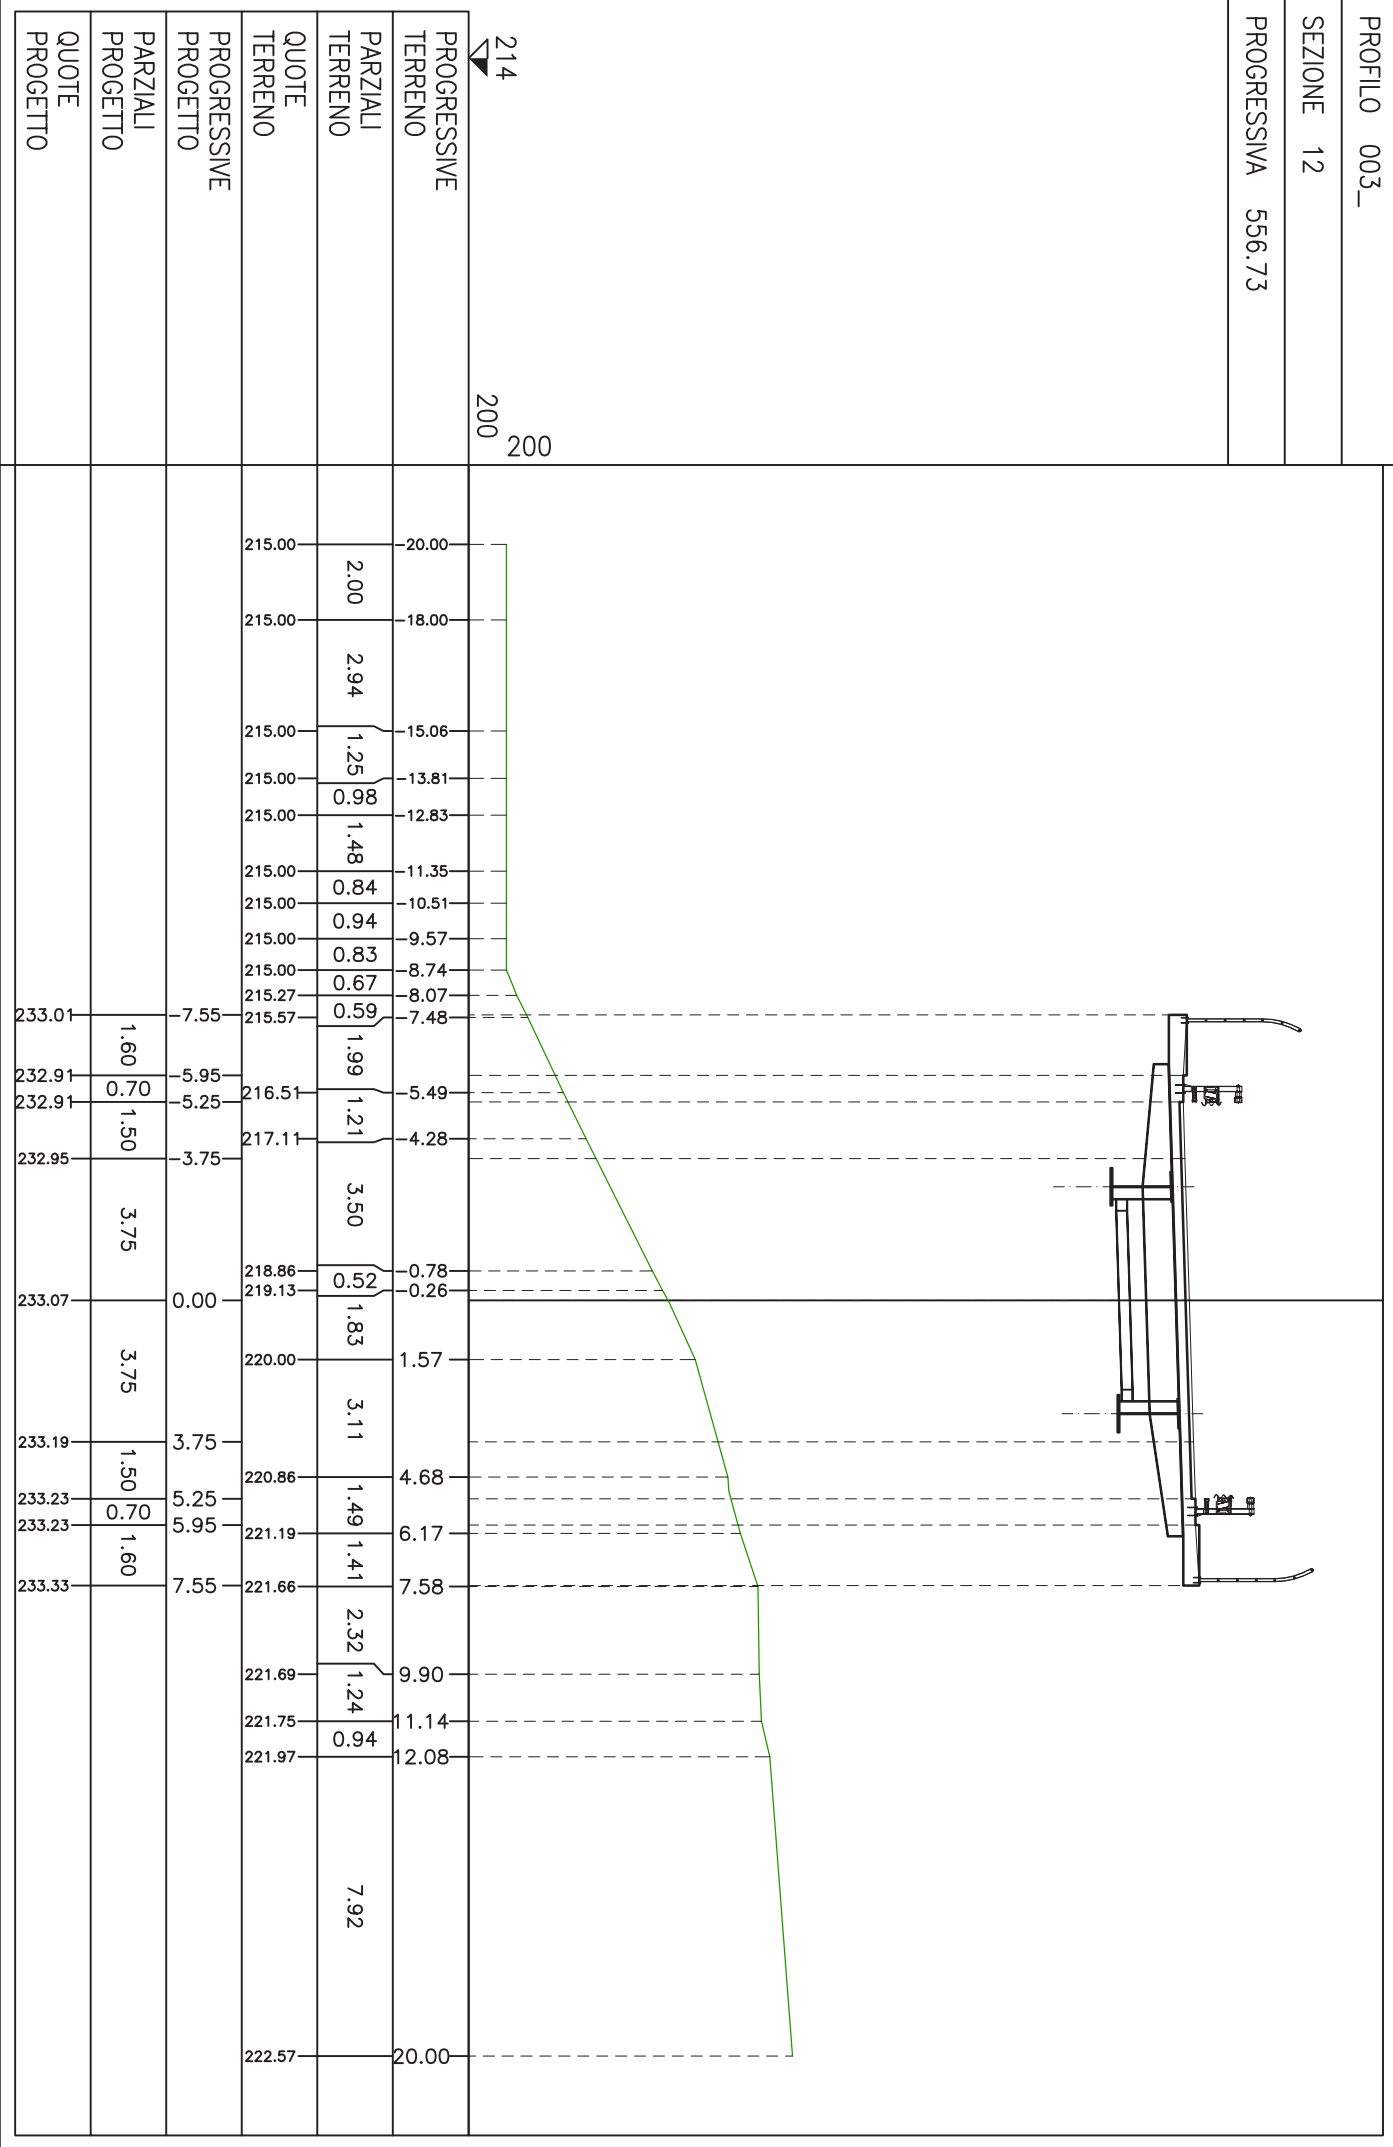 PROFILO 003_
SEZIONE 12
PROGRESSIVA 556.73
200
200
214
PROGRESSIVE TERRENO
-20.00 -18.00 -15.06 -13.81 -12.83 -11.35 -10.51 -9.57 -8.74 -8.07 -7.48 -5.49 -4.28 -0.78 -0.26 1.57 4.68 6.17 7.58 9.90 11.14 12.08 20.00
PARZIALI TERRENO
2.00 2.94 1.25 0.98 1.48 0.84 0.94 0.83 0.67 0.59 1.99 1.21 3.50 0.52 1.83 3.11 1.49 1.41 2.32 1.24 0.94 7.92
QUOTE TERRENO
215.00 215.00 215.00 215.00 215.00 215.00 215.00 215.00 215.00 215.27 215.57 216.51 217.11 218.86 219.13 220.00 220.86 221.19 221.66 221.69 221.75 221.97 222.57
PROGRESSIVE PROGETTO
-7.55 -5.95 -5.25 -3.75 0.00 3.75 5.25 5.95 7.55
PARZIALI PROGETTO
1.60 0.70 1.50 3.75 3.75 1.50 0.70 1.60
QUOTE PROGETTO
233.01 232.91 232.91 232.95 233.07 233.19 233.23 233.23 233.33